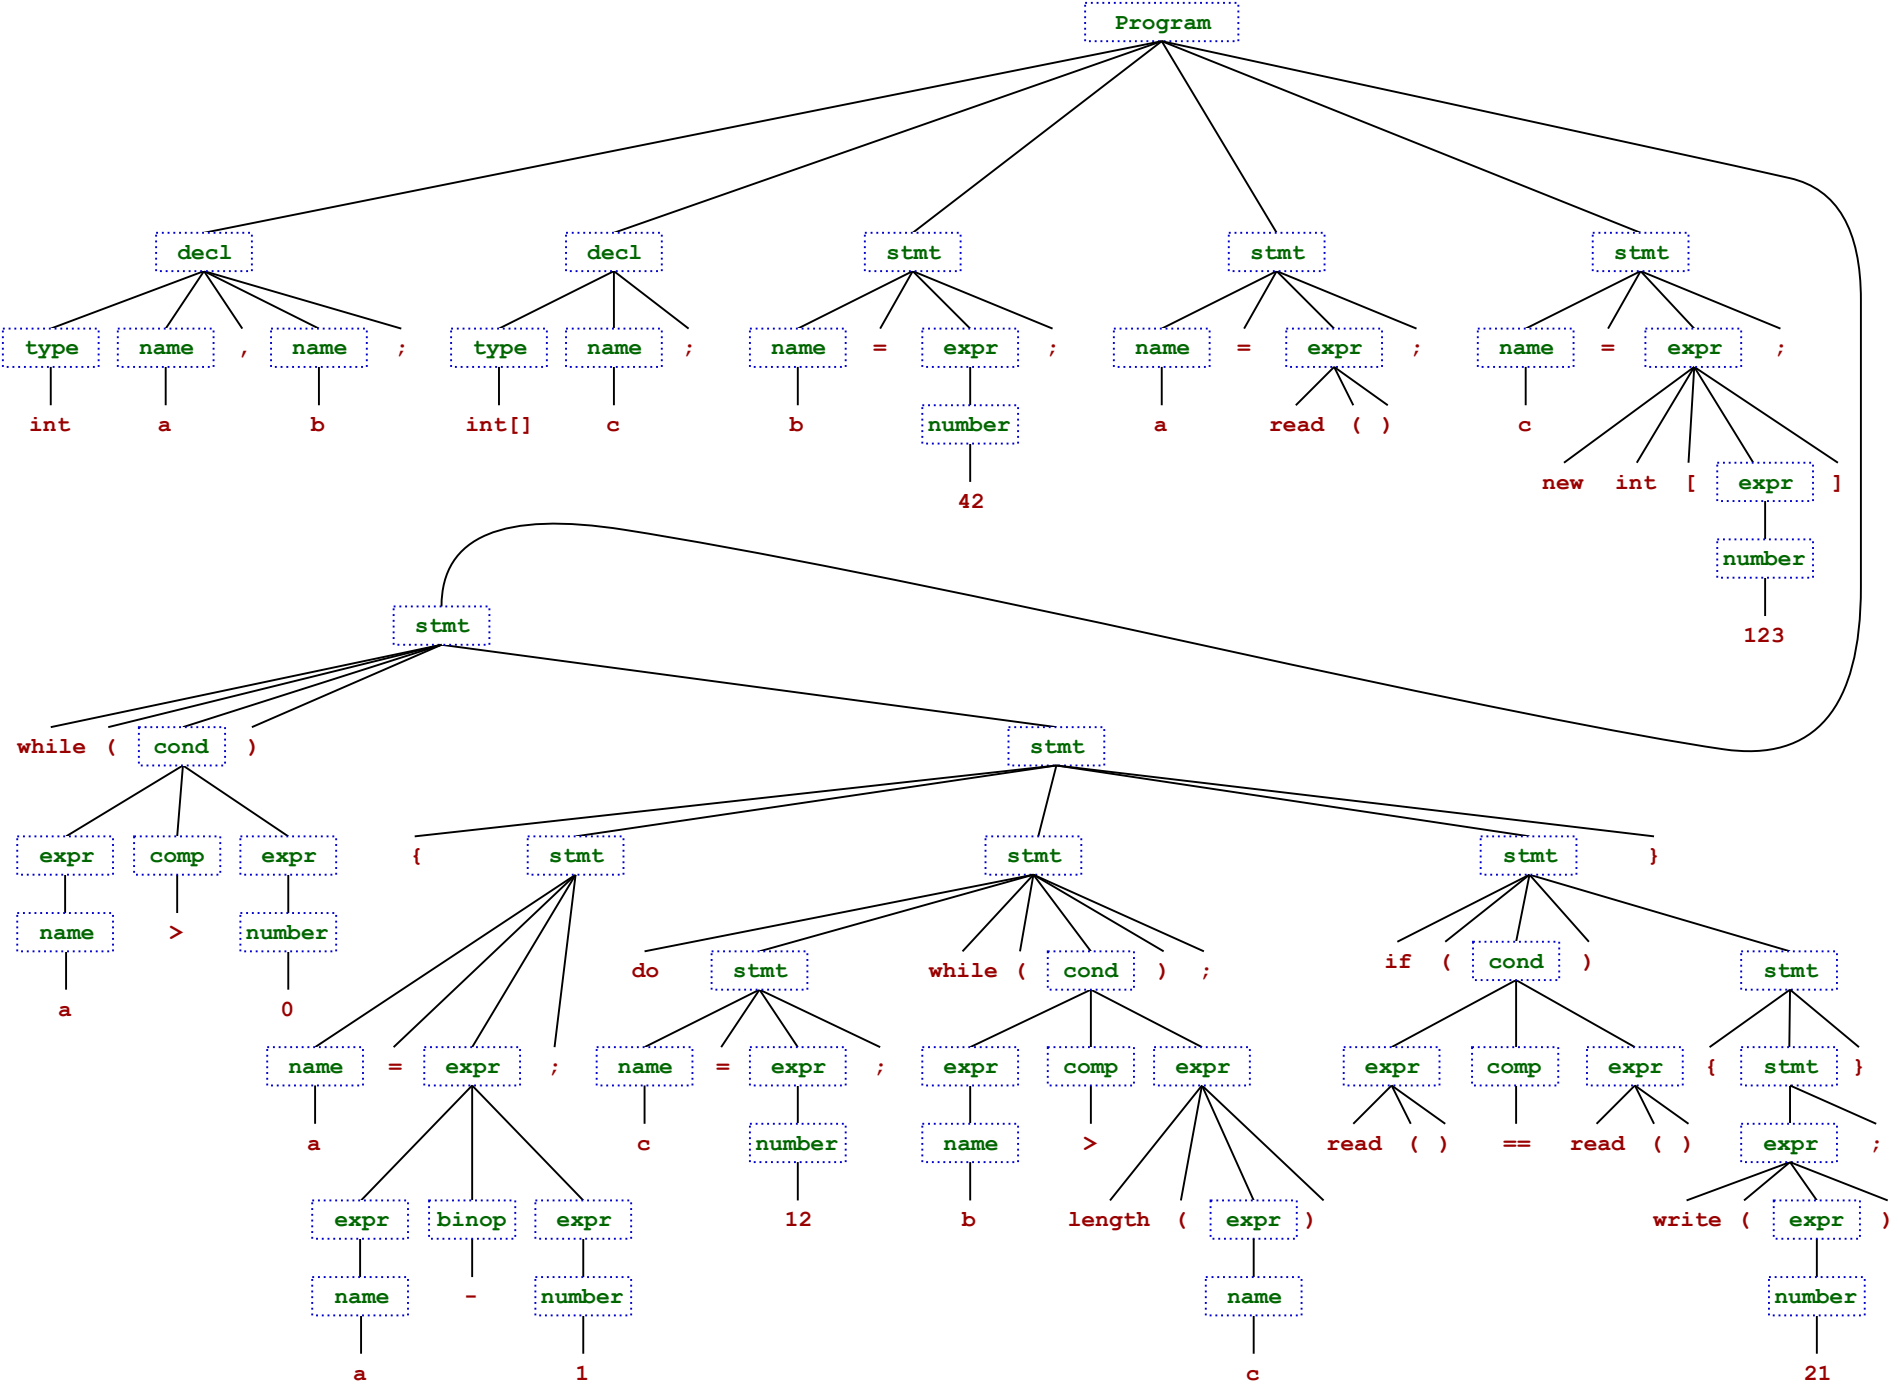 Program
decl decl stmt stmt stmt
type name , name ; type name ; name = expr ; name = expr ; name = expr ;
int a b int[] c b number a read ( ) c
new int [ expr ]
42
number
stmt
123
while ( cond ) stmt
expr comp expr { stmt stmt stmt }
name > number
if ( cond )
do stmt while ( cond ) ; stmt
a 0
name = expr ; name = expr ; expr comp expr expr comp expr { stmt }
a c number name > length ( expr ) read ( ) == read ( ) expr ;
expr binop expr 12 b write ( expr )
name - number name number
a 1 c 21